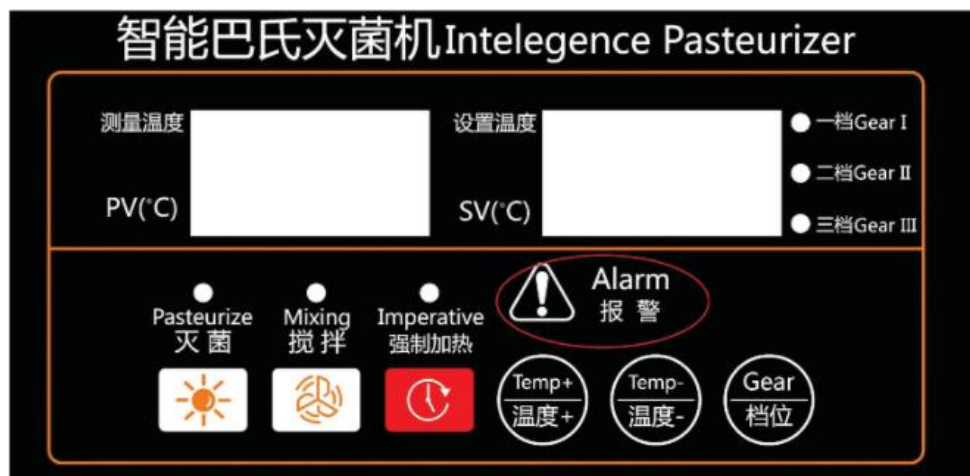 智能巴氏灭菌机Intelegence Pasteurizer
测量温度
PV(°C)
设置温度
SV(°C)
一档Gear I
二档Gear II
三档Gear III
Pasteurize
灭菌
Mixing
搅拌
Imperative
强制加热
Alarm
报警
Temp+
温度+
Temp-
温度-
Gear
档位